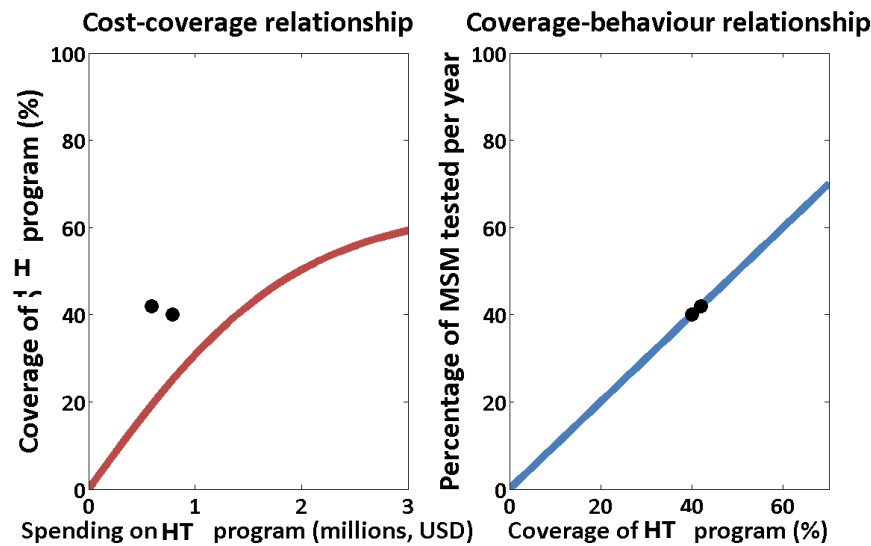 Cost-coverage relationship
Coverage of HT program (%)
100
80
60
40
20
0
0 1 2 3
Spending on HT program (millions, USD)
Coverage-behaviour relationship
Percentage of MSM tested per year
100
80
60
40
20
0
0 20 40 60
Coverage of HT program (%)